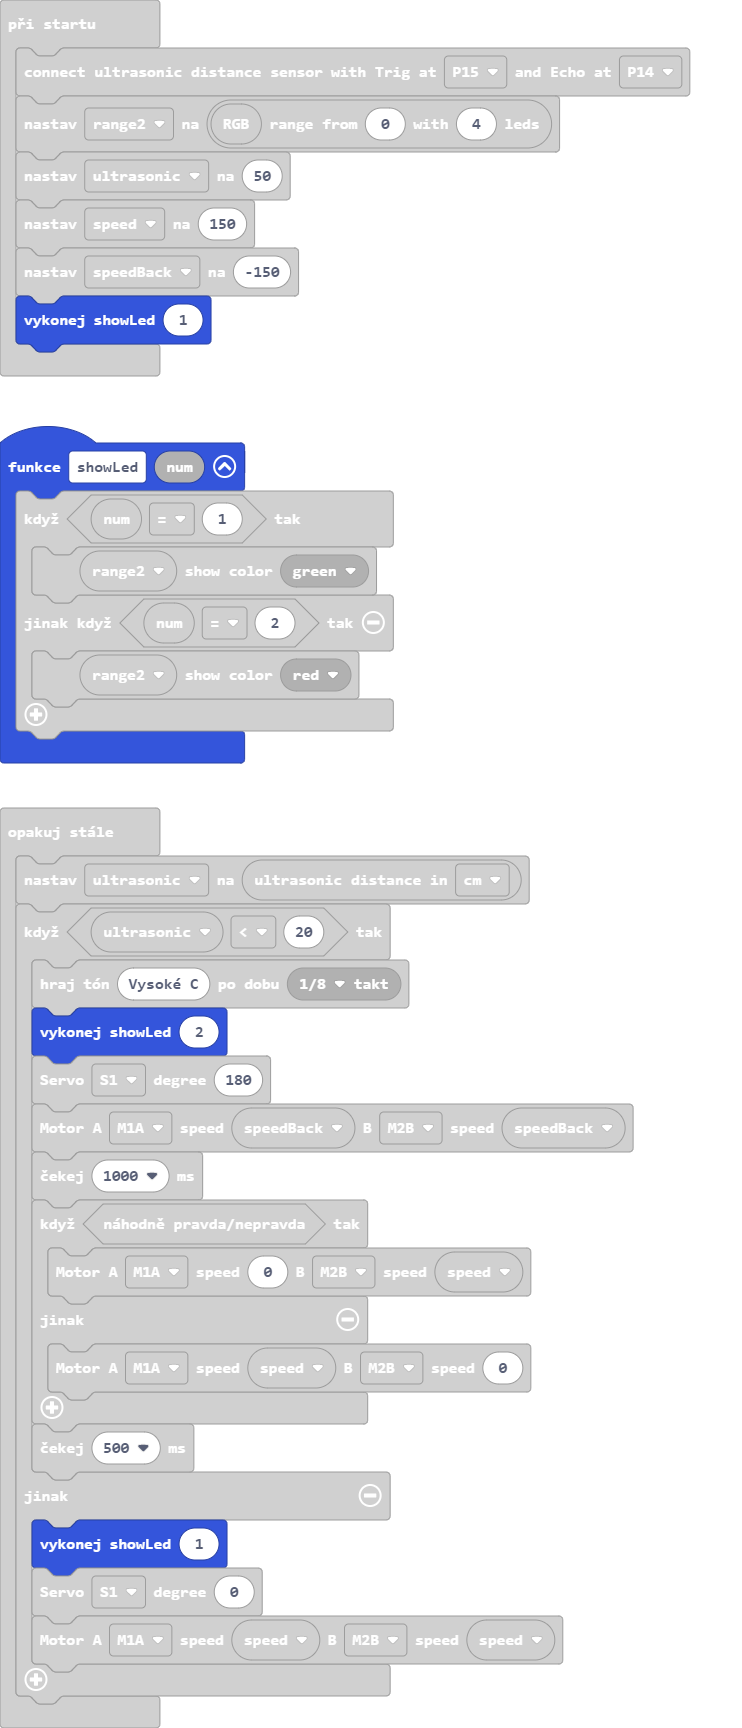 při startu
connect ultrasonic distance sensor with Trig at P15 and Echo at P14
nastav range2 na RGB range from 0 with 4 leds
nastav ultrasonic na 50
nastav speed na 150
nastav speedBack na -150
vykonej showLed 1
funkce showLed num
když num = 1 tak
range2 show color green
jinak když num = 2 tak
range2 show color red
opakuj stále
nastav ultrasonic na ultrasonic distance in cm
když ultrasonic < 20 tak
hraj tón Vysoké C po dobu 1/8 takt
vykonej showLed 2
Servo S1 degree 180
Motor A M1A speed speedBack B M2B speed speedBack
čekej 1000 ms
když náhodně pravda/nepravda tak
Motor A M1A speed 0 B M2B speed speed
jinak
Motor A M1A speed speed B M2B speed 0
čekej 500 ms
jinak
vykonej showLed 1
Servo S1 degree 0
Motor A M1A speed speed B M2B speed speed